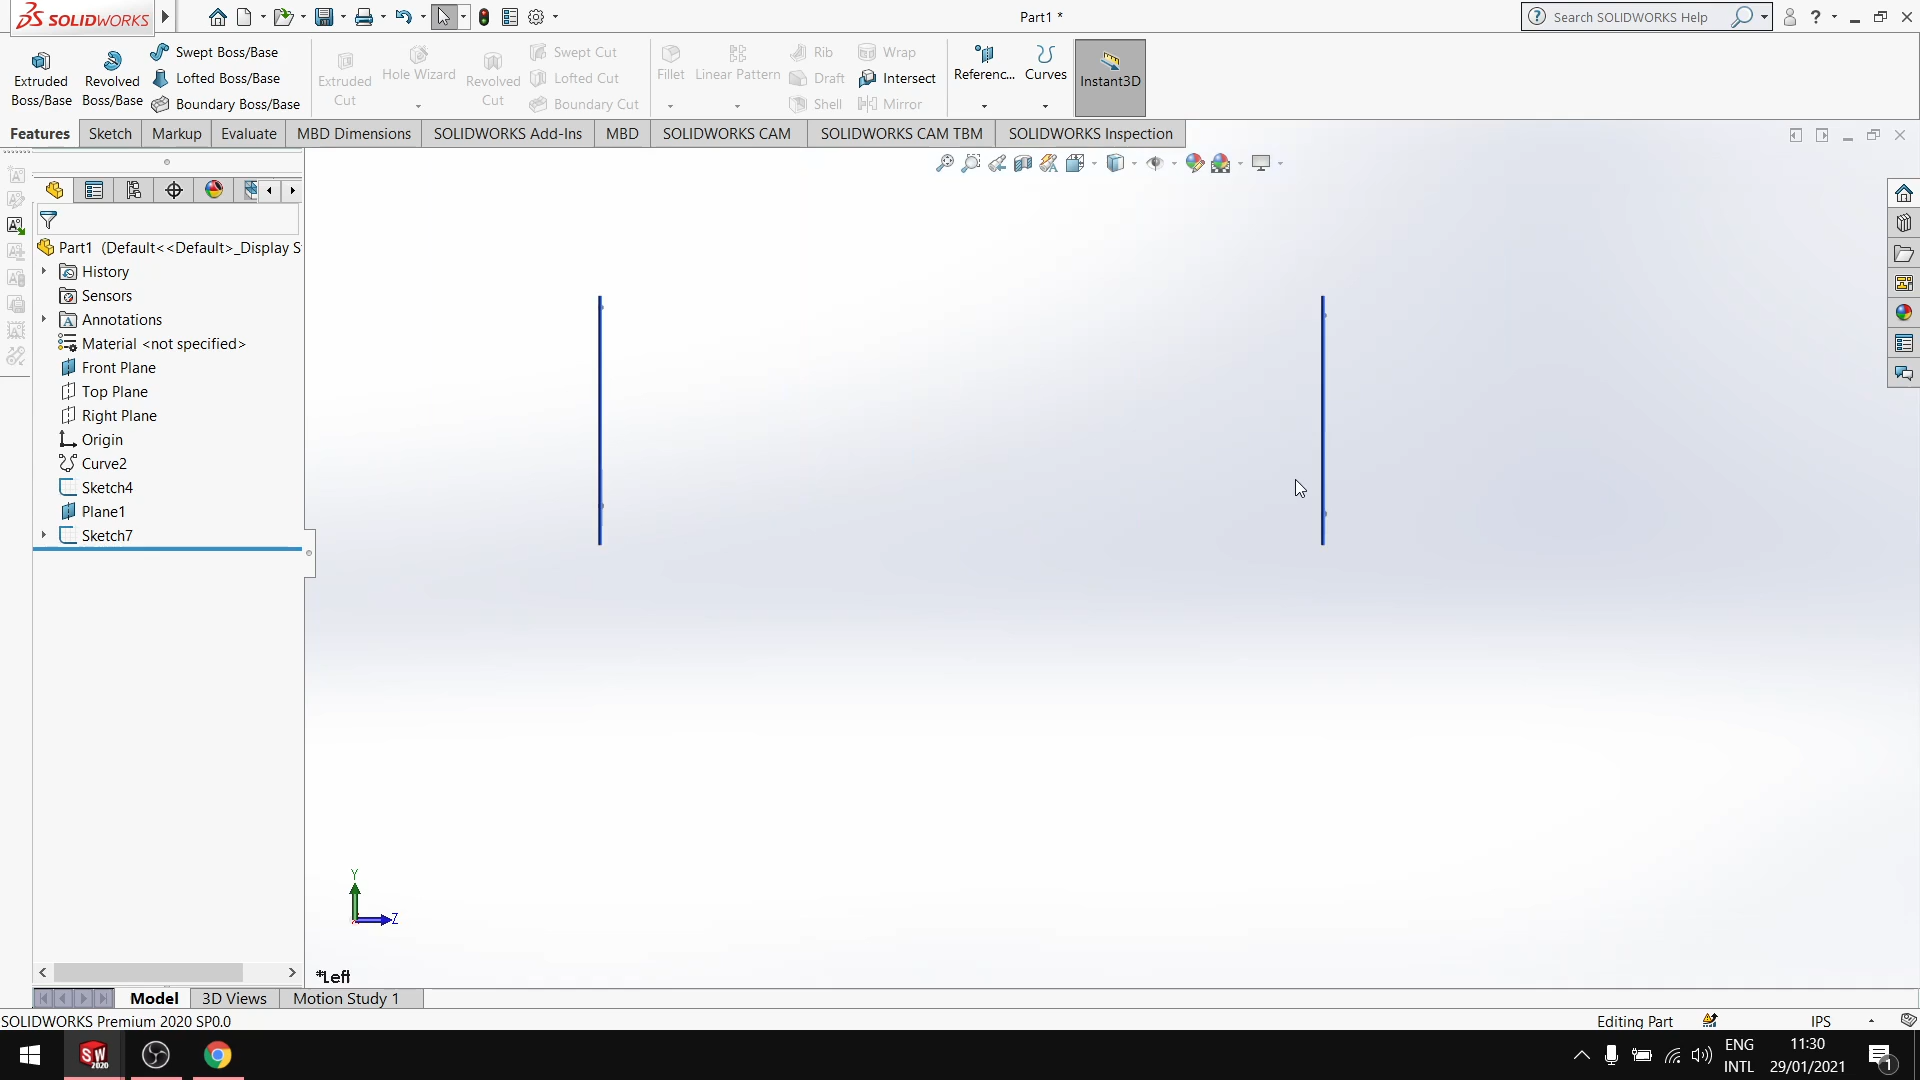 SOLIDWORKS
Part1 *
Search SOLIDWORKS Help
Extruded Boss/Base
Revolved Boss/Base
Swept Boss/Base
Lofted Boss/Base
Boundary Boss/Base
Extruded Cut
Hole Wizard
Revolved Cut
Swept Cut
Lofted Cut
Boundary Cut
Fillet
Linear Pattern
Rib
Draft
Shell
Wrap
Intersect
Mirror
Referenc...
Curves
Instant3D
Features
Sketch
Markup
Evaluate
MBD Dimensions
SOLIDWORKS Add-Ins
MBD
SOLIDWORKS CAM
SOLIDWORKS CAM TBM
SOLIDWORKS Inspection
Part1 (Default<<Default>_Display S
History
Sensors
Annotations
Material <not specified>
Front Plane
Top Plane
Right Plane
Origin
Curve2
Sketch4
Plane1
Sketch7
Y
Z
*Left
Model
3D Views
Motion Study 1
SOLIDWORKS Premium 2020 SP0.0
Editing Part
IPS
SW
2020
ENG
INTL
11:30
29/01/2021
1